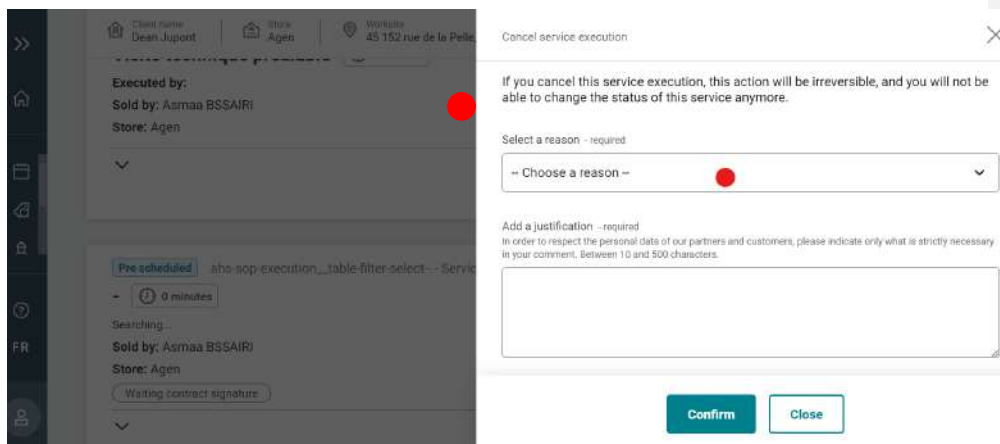 Client name
Dean Jupont
Store
Agen
Worksite
45 152 rue de la Pelle,
Executed by:
Sold by: Asmaa BSSAIRI
Store: Agen
Pre scheduled ahs-sop-execution__table-filter-select-- - Servic
- 0 minutes
Searching...
Sold by: Asmaa BSSAIRI
Store: Agen
Waiting contract signature
FR
Cancel service execution
If you cancel this service execution, this action will be irreversible, and you will not be
able to change the status of this service anymore.
Select a reason - required
-- Choose a reason --
Add a justification - required
In order to respect the personal data of our partners and customers, please indicate only what is strictly necessary
in your comment. Between 10 and 500 characters.
Confirm Close